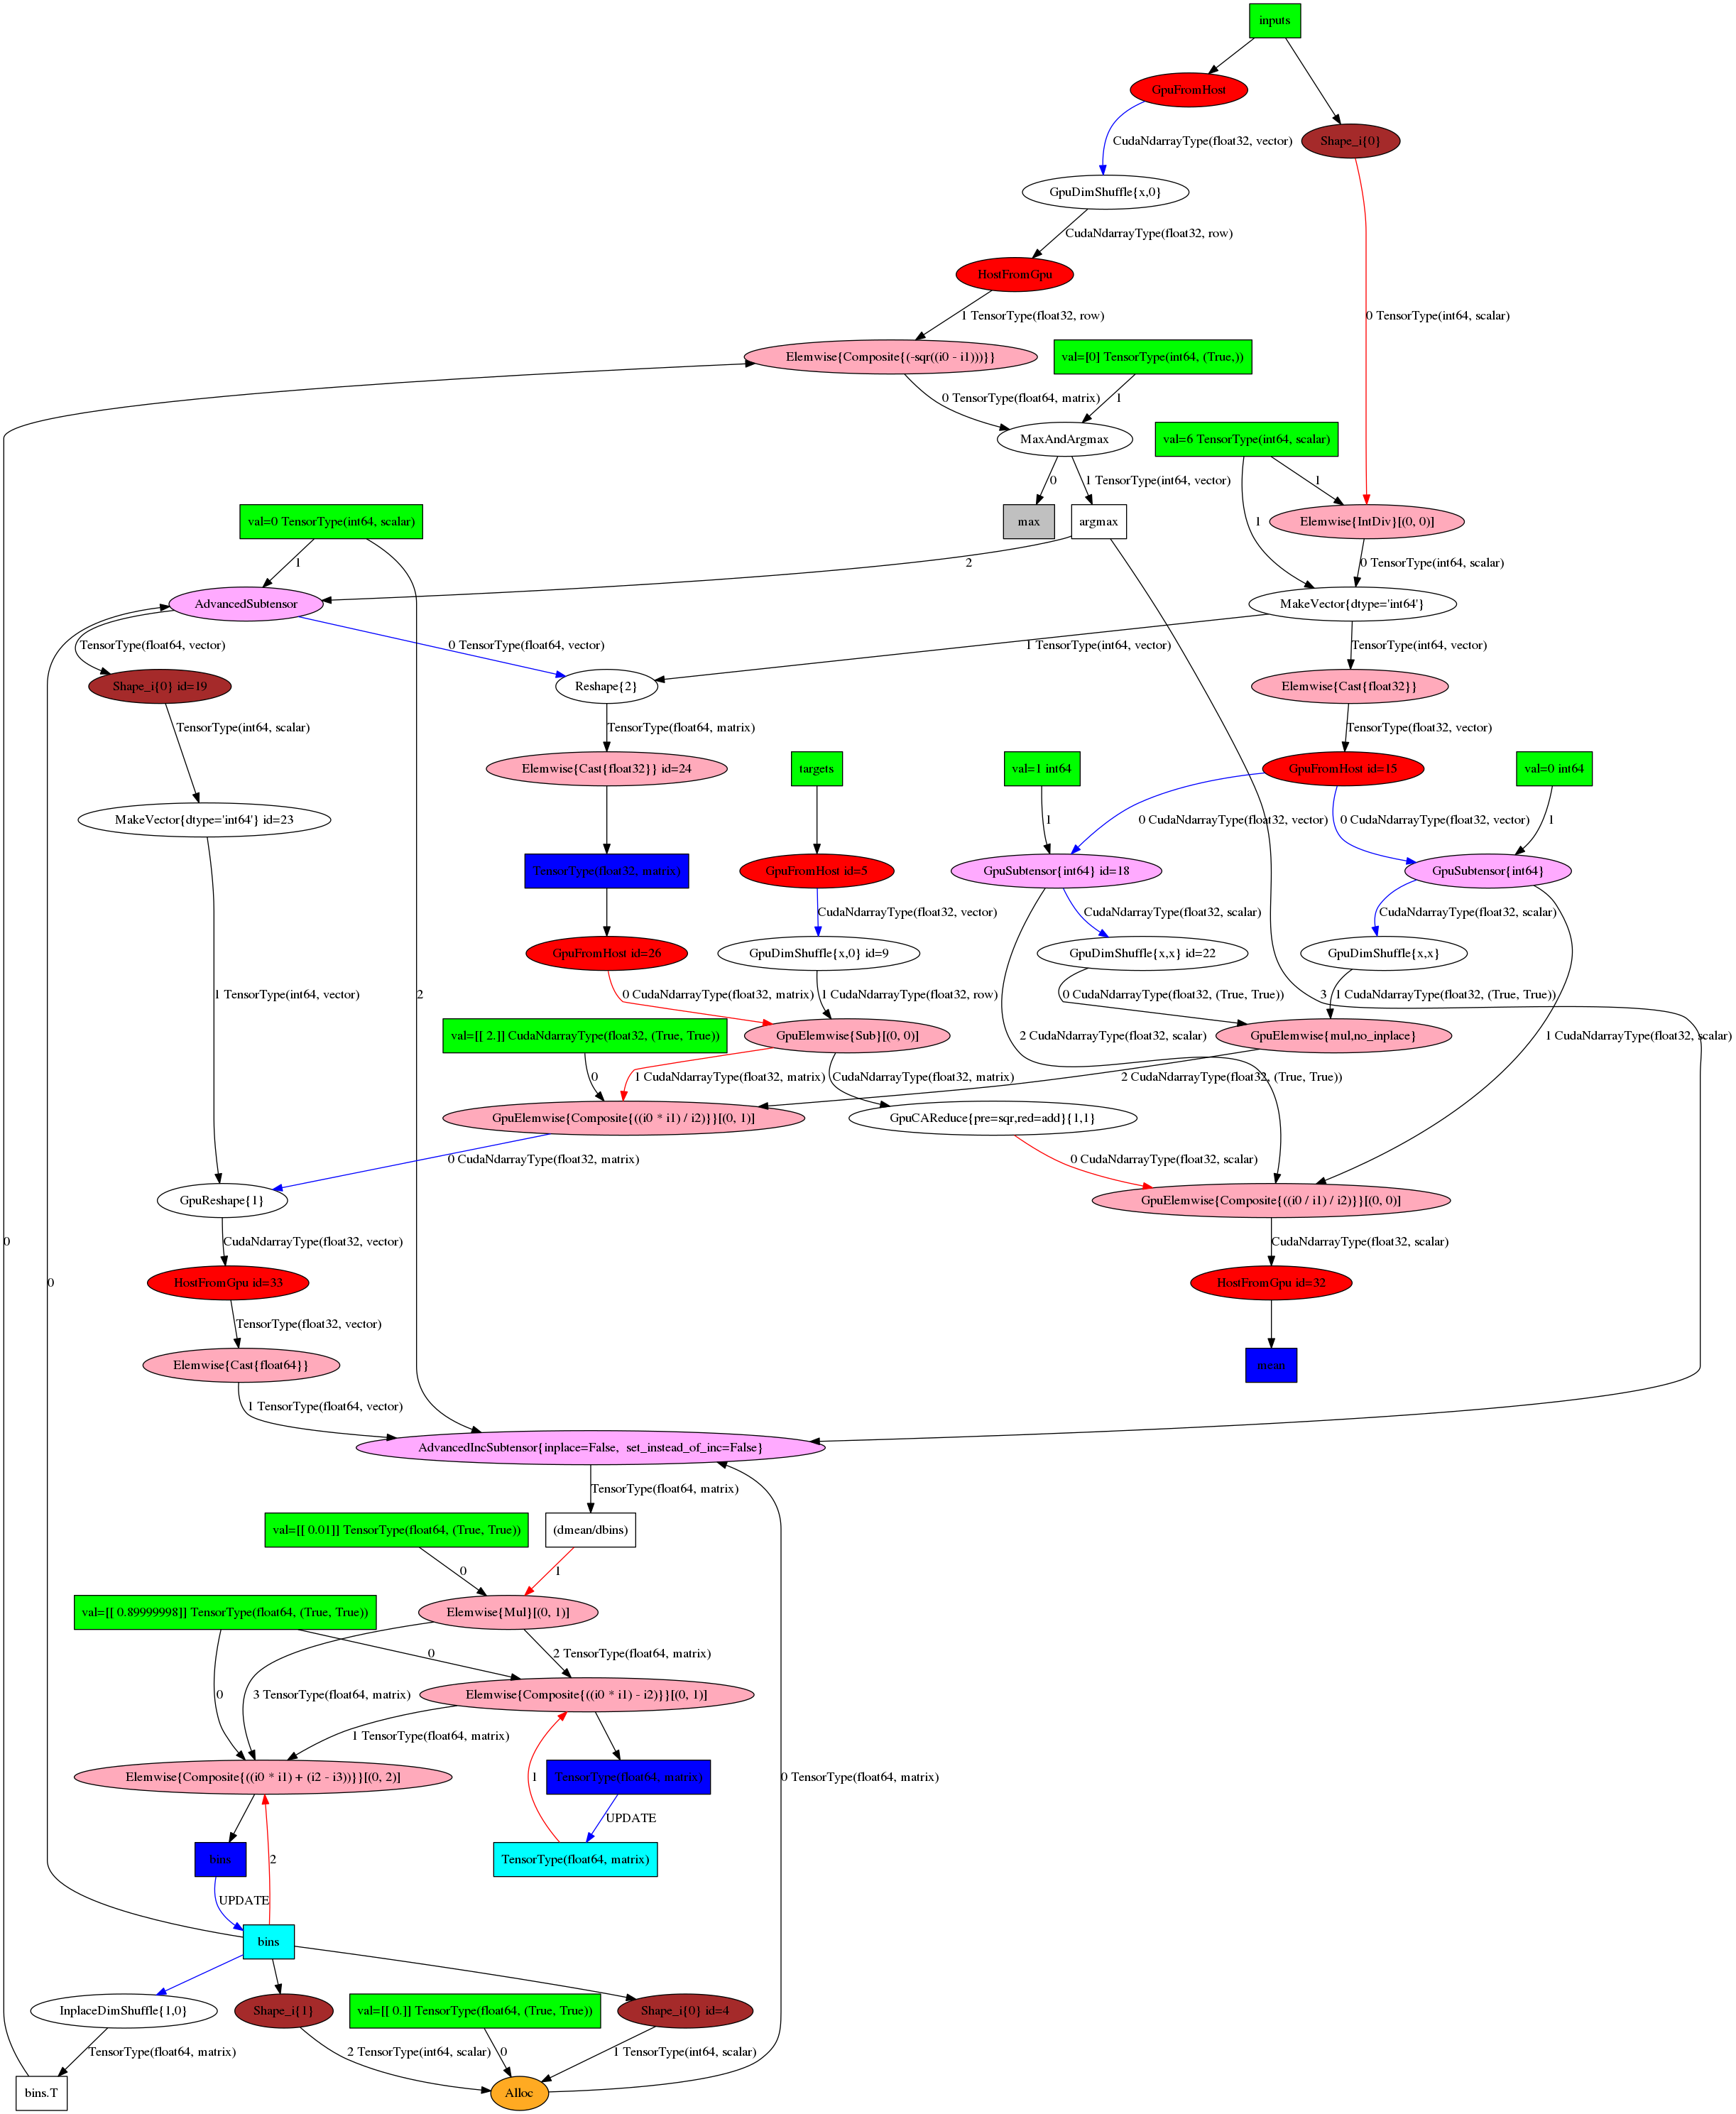 inputs
GpuFromHost
Shape_i{0}
CudaNdarrayType(float32, vector)
GpuDimShuffle{x,0}
CudaNdarrayType(float32, row)
HostFromGpu
1 TensorType(float32, row)
0 TensorType(int64, scalar)
Elemwise{Composite{(-sqr((i0 - i1)))}}
val=[0] TensorType(int64, (True,))
0 TensorType(float64, matrix)
1
MaxAndArgmax
val=6 TensorType(int64, scalar)
0
1 TensorType(int64, vector)
1
val=0 TensorType(int64, scalar)
max
argmax
1
Elemwise{IntDiv}[(0, 0)]
1
2
0 TensorType(int64, scalar)
AdvancedSubtensor
MakeVector{dtype='int64'}
TensorType(float64, vector)
0 TensorType(float64, vector)
1 TensorType(int64, vector)
TensorType(int64, vector)
Shape_i{0} id=19
Reshape{2}
Elemwise{Cast{float32}}
TensorType(int64, scalar)
TensorType(float64, matrix)
TensorType(float32, vector)
Elemwise{Cast{float32}} id=24
targets
val=1 int64
GpuFromHost id=15
val=0 int64
MakeVector{dtype='int64'} id=23
1
0 CudaNdarrayType(float32, vector)
0 CudaNdarrayType(float32, vector)
1
TensorType(float32, matrix)
GpuFromHost id=5
GpuSubtensor{int64} id=18
GpuSubtensor{int64}
CudaNdarrayType(float32, vector)
CudaNdarrayType(float32, scalar)
CudaNdarrayType(float32, scalar)
GpuFromHost id=26
GpuDimShuffle{x,0} id=9
GpuDimShuffle{x,x} id=22
GpuDimShuffle{x,x}
1 TensorType(int64, vector)
2
0 CudaNdarrayType(float32, matrix)
1 CudaNdarrayType(float32, row)
0 CudaNdarrayType(float32, (True, True))
3
1 CudaNdarrayType(float32, (True, True))
val=[[ 2.]] CudaNdarrayType(float32, (True, True))
GpuElemwise{Sub}[(0, 0)]
2 CudaNdarrayType(float32, scalar)
GpuElemwise{mul,no_inplace}
1 CudaNdarrayType(float32, scalar)
0
1 CudaNdarrayType(float32, matrix)
CudaNdarrayType(float32, matrix)
2 CudaNdarrayType(float32, (True, True))
GpuElemwise{Composite{((i0 * i1) / i2)}}[(0, 1)]
GpuCAReduce{pre=sqr,red=add}{1,1}
0 CudaNdarrayType(float32, matrix)
0 CudaNdarrayType(float32, scalar)
GpuReshape{1}
GpuElemwise{Composite{((i0 / i1) / i2)}}[(0, 0)]
0
CudaNdarrayType(float32, vector)
CudaNdarrayType(float32, scalar)
0
HostFromGpu id=33
HostFromGpu id=32
TensorType(float32, vector)
Elemwise{Cast{float64}}
mean
1 TensorType(float64, vector)
AdvancedIncSubtensor{inplace=False,  set_instead_of_inc=False}
TensorType(float64, matrix)
val=[[ 0.01]] TensorType(float64, (True, True))
(dmean/dbins)
0
1
val=[[ 0.89999998]] TensorType(float64, (True, True))
Elemwise{Mul}[(0, 1)]
0
2 TensorType(float64, matrix)
0
3 TensorType(float64, matrix)
Elemwise{Composite{((i0 * i1) - i2)}}[(0, 1)]
1 TensorType(float64, matrix)
Elemwise{Composite{((i0 * i1) + (i2 - i3))}}[(0, 2)]
1
TensorType(float64, matrix)
0 TensorType(float64, matrix)
UPDATE
bins
2
TensorType(float64, matrix)
UPDATE
bins
InplaceDimShuffle{1,0}
Shape_i{1}
val=[[ 0.]] TensorType(float64, (True, True))
Shape_i{0} id=4
TensorType(float64, matrix)
2 TensorType(int64, scalar)
0
1 TensorType(int64, scalar)
bins.T
Alloc